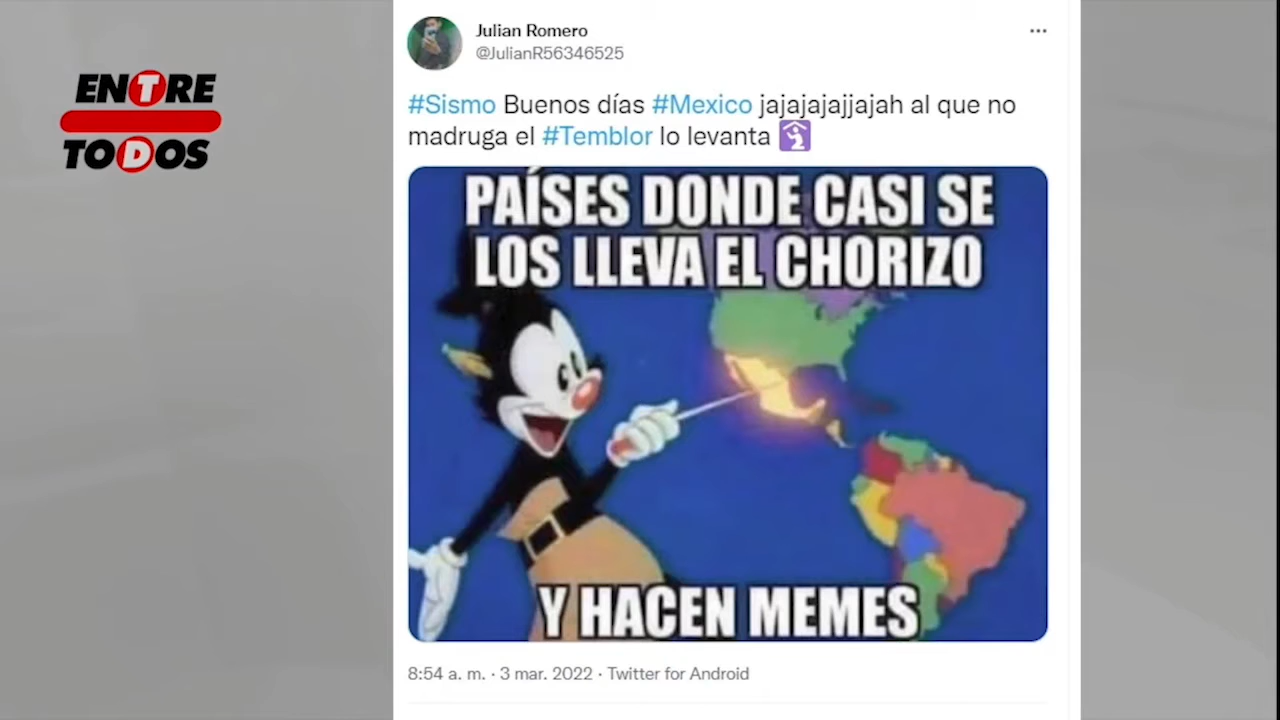 ENTRE
TODOS
Julian Romero
@JulianR56346525
#Sismo Buenos días #Mexico jajajajajjajah al que no
madruga el #Temblor lo levanta
PAÍSES DONDE CASI SE
LOS LLEVA EL CHORIZO
Y HACEN MEMES
8:54 a. m. · 3 mar. 2022 · Twitter for Android